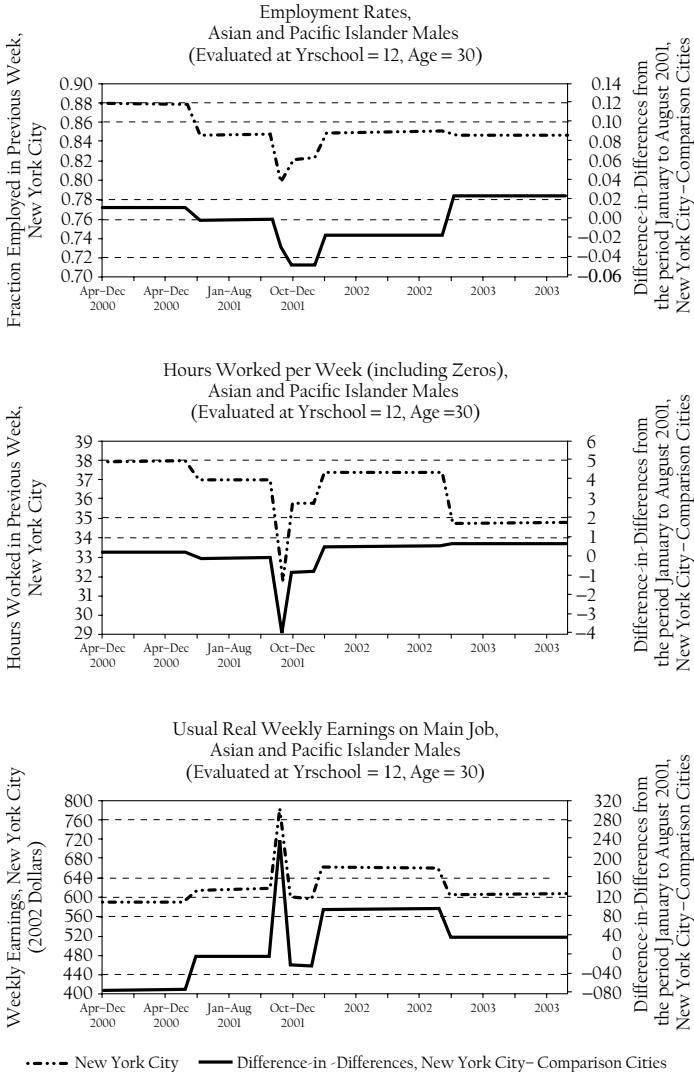 Employment Rates,
Asian and Pacific Islander Males
(Evaluated at Yrschool = 12, Age = 30)
Fraction Employed in Previous Week,
New York City
0.90
0.88
0.86
0.84
0.82
0.80
0.78
0.76
0.74
0.72
0.70
0.14
0.12
0.10
0.08
0.06
0.04
0.02
0.00
−0.02
−0.04
−0.06
Difference-in-Differences from
the period January to August 2001,
New York City–Comparison Cities
Apr–Dec Apr–Dec Jan–Aug Oct–Dec 2002 2002 2003 2003
2000 2000 2001 2001
Hours Worked per Week (including Zeros),
Asian and Pacific Islander Males
(Evaluated at Yrschool = 12, Age =30)
Hours Worked in Previous Week,
New York City
39
38
37
36
35
34
33
32
31
30
29
6
5
4
3
2
1
0
−1
−2
−3
−4
Difference-in-Differences from
the period January to August 2001,
New York City–Comparison Cities
Apr–Dec Apr–Dec Jan–Aug Oct–Dec 2002 2002 2003 2003
2000 2000 2001 2001
Usual Real Weekly Earnings on Main Job,
Asian and Pacific Islander Males
(Evaluated at Yrschool = 12, Age = 30)
Weekly Earnings, New York City
(2002 Dollars)
800
760
720
680
640
600
560
520
480
440
400
320
280
240
200
160
120
80
40
0
−040
−080
Difference-in-Differences from
the period January to August 2001,
New York City–Comparison Cities
Apr–Dec Apr–Dec Jan–Aug Oct–Dec 2002 2002 2003 2003
2000 2000 2001 2001
New York City Difference-in -Differences, New York City– Comparison Cities